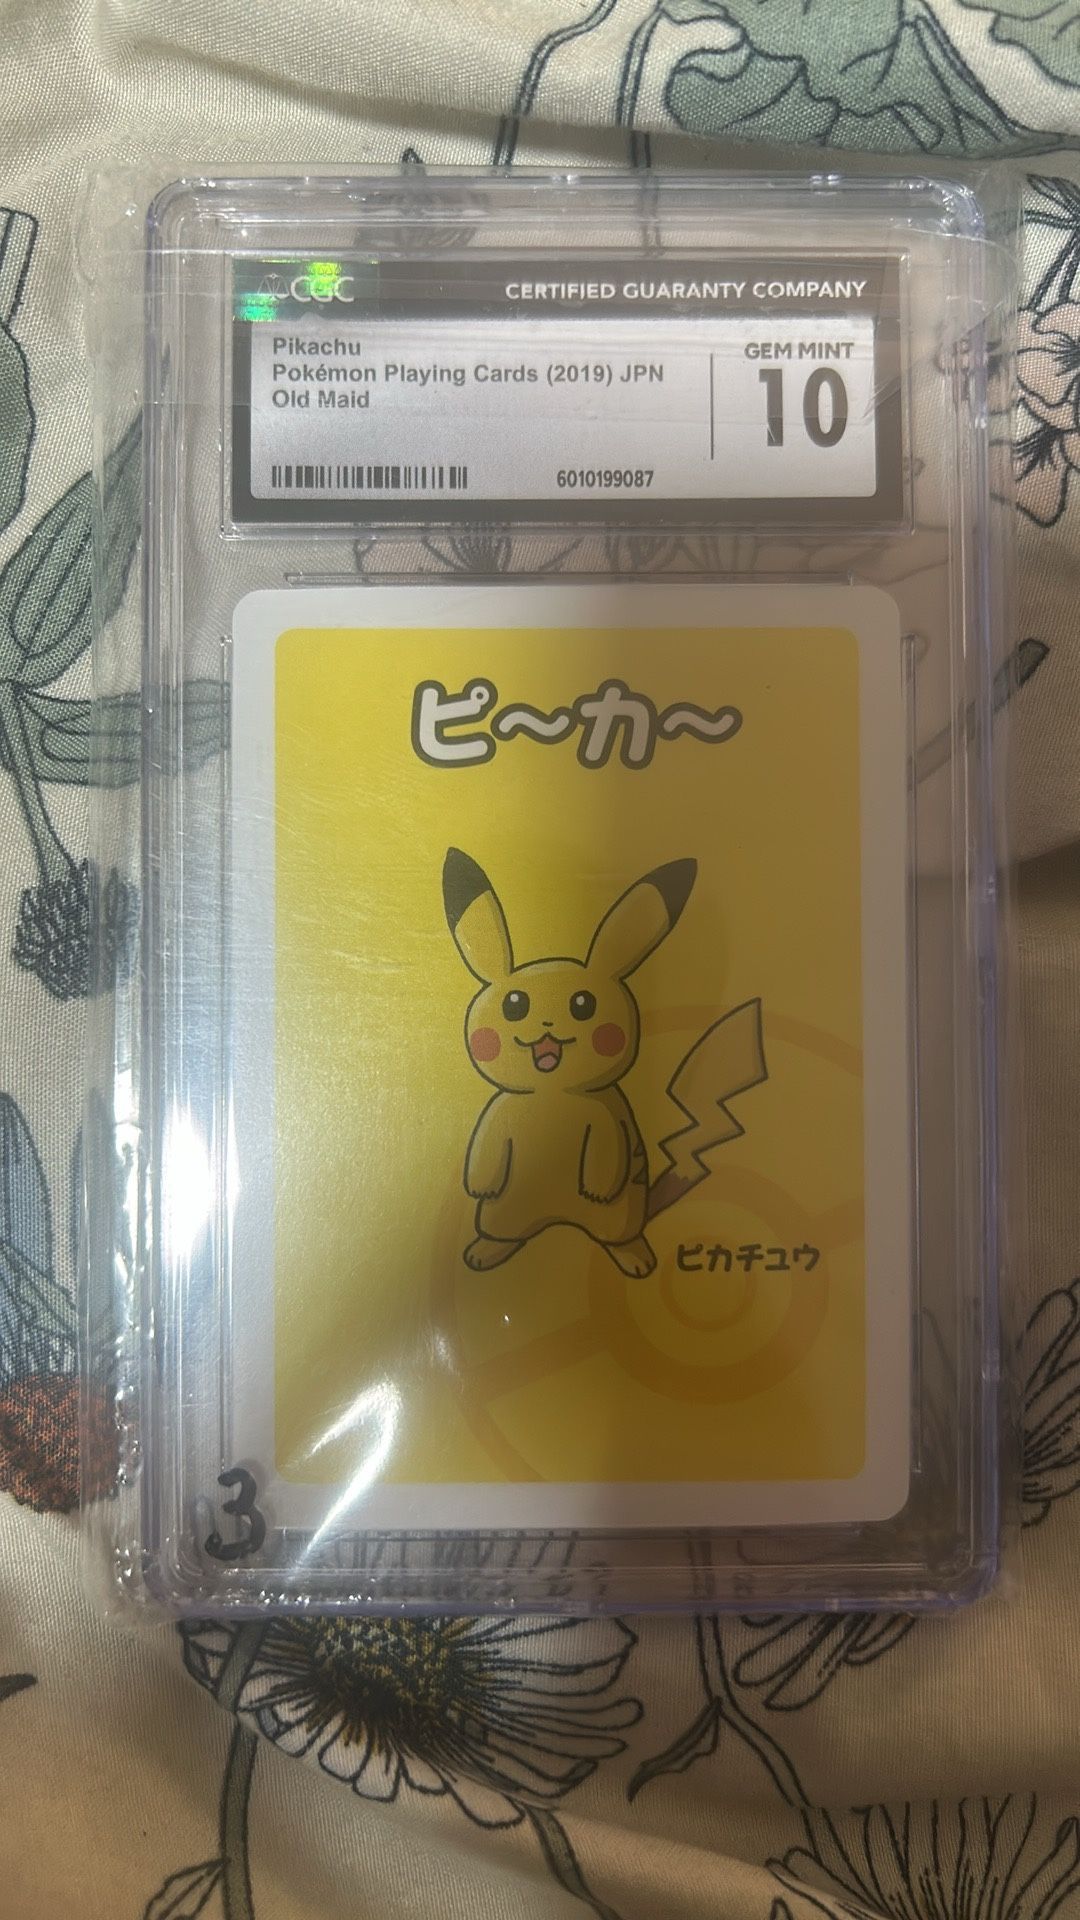 CGC
CERTIFIED GUARANTY COMPANY
Pikachu
Pokémon Playing Cards (2019) JPN
Old Maid
GEM MINT
10
6010199087
ピ～カ～
ピカチュウ
3